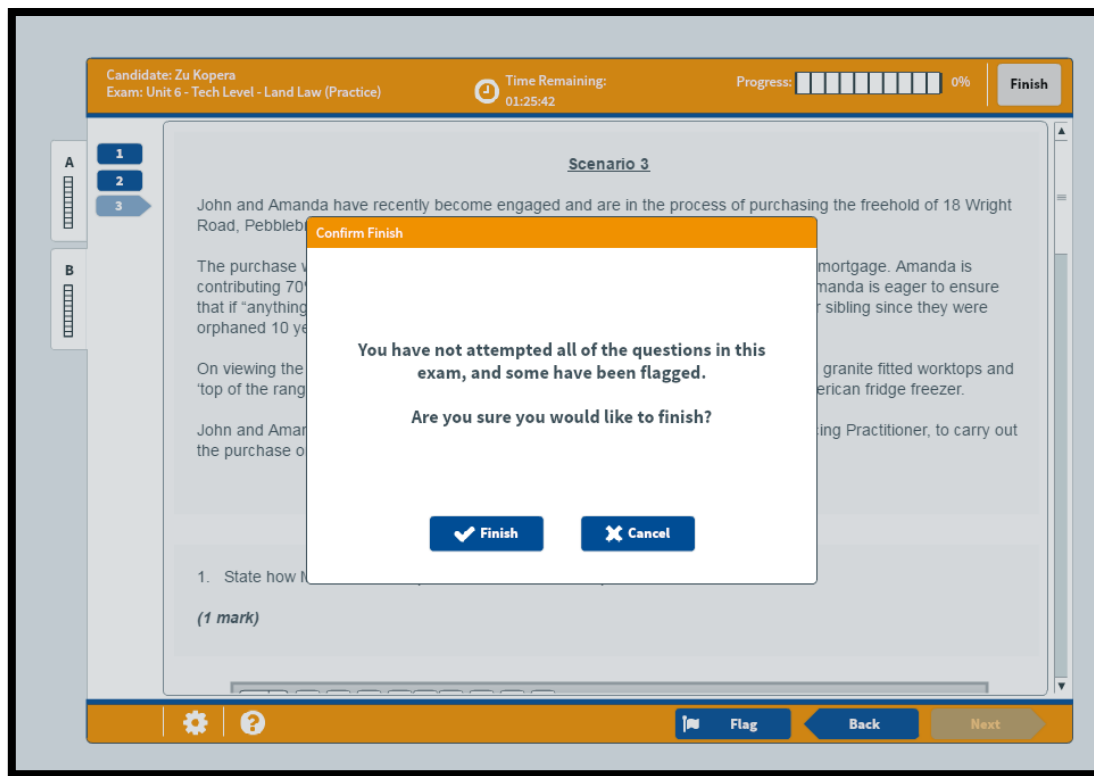 Candidate: Zu Kopera
Exam: Unit 6 - Tech Level - Land Law (Practice)
Time Remaining:
01:25:42
Progress:
0%
Finish
A
B
1
2
3
Scenario 3
John and Amanda have recently become engaged and are in the process of purchasing the freehold of 18 Wright
Road,
The purchase mortgage. Amanda is
contributing manda is eager to ensure
that if “anything sibling since they were
orphaned 10
On viewing the granite fitted worktops and
‘top of the erican fridge freezer.
John and cing Practitioner, to carry out
the purchase
1. State how
(1 mark)
Confirm Finish
You have not attempted all of the questions in this
exam, and some have been flagged.
Are you sure you would like to finish?
Finish
Cancel
Flag
Back
Next